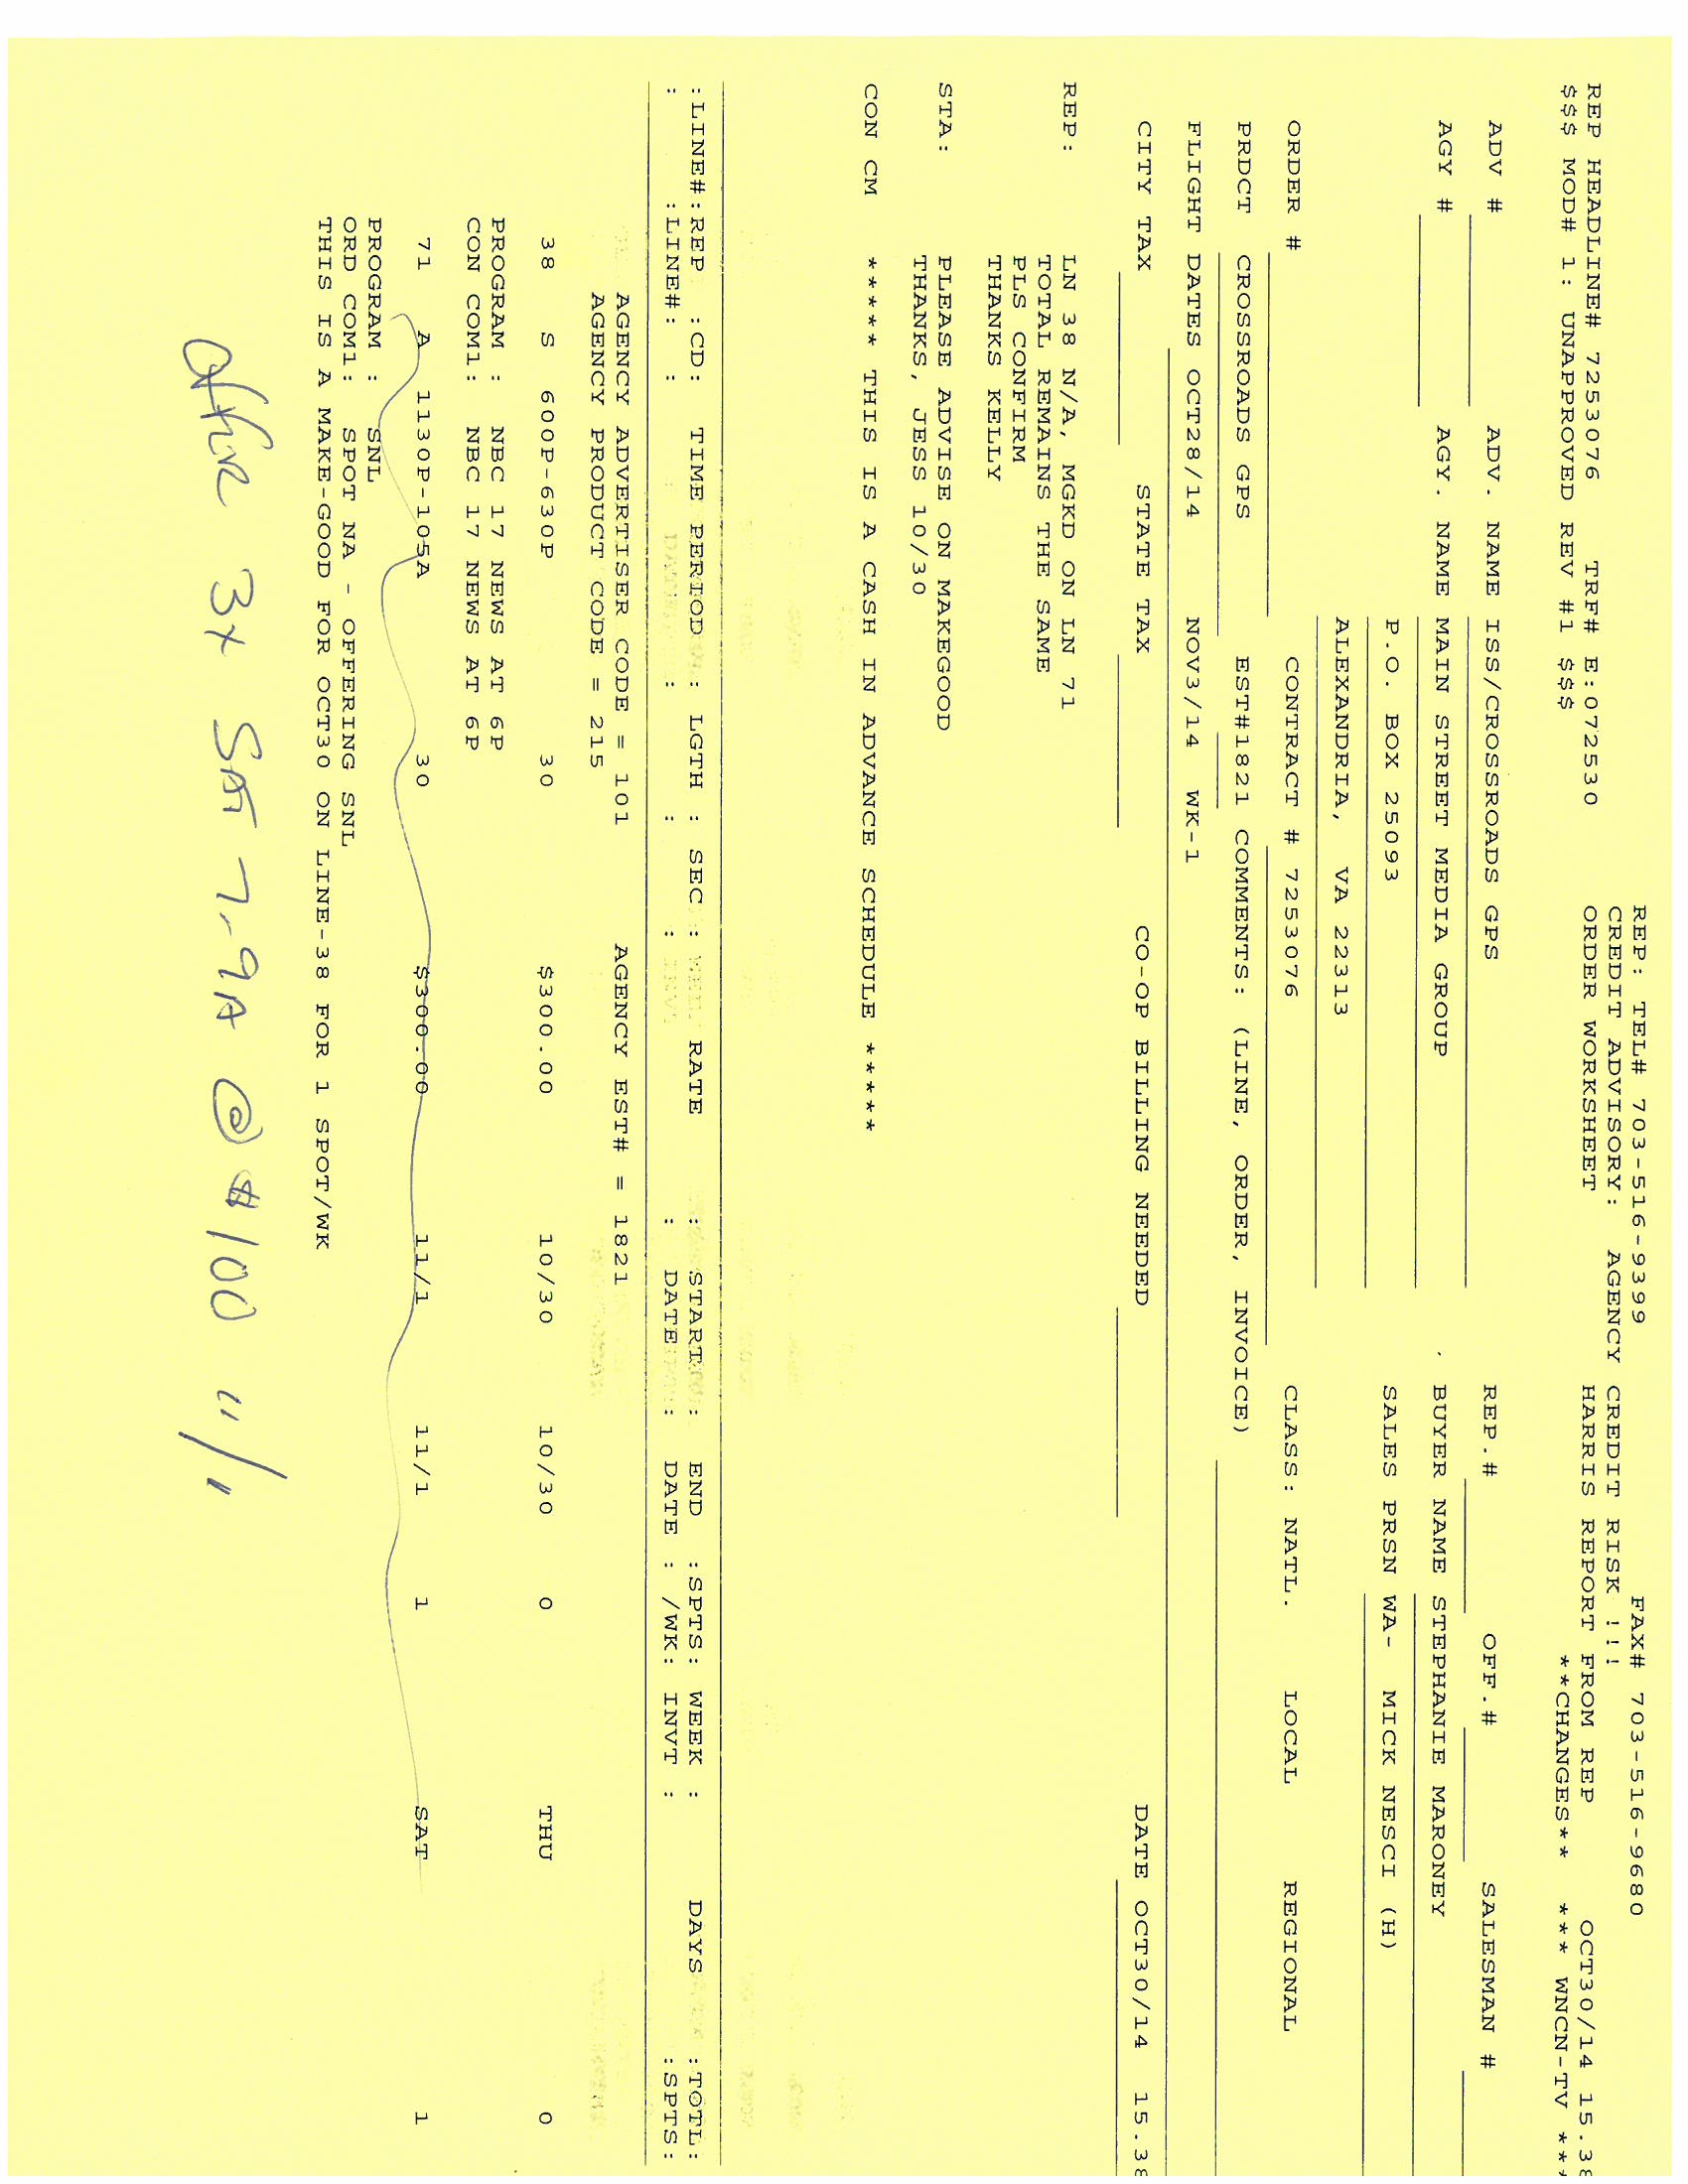 REP: TEL# 703-516-9399 FAX# 703-516-9680
CREDIT ADVISORY: AGENCY CREDIT RISK !!!
REP HEADLINE# 7253076 TRF# E:072530 ORDER WORKSHEET HARRIS REPORT FROM REP OCT30/14 15.38
$$$ MOD# 1: UNAPPROVED REV #1 $$$ **CHANGES** *** WNCN-TV ***
ADV # ADV. NAME ISS/CROSSROADS GPS REP.# OFF.# SALESMAN #
AGY # AGY. NAME MAIN STREET MEDIA GROUP BUYER NAME STEPHANIE MARONEY
P.O. BOX 25093 SALES PRSN WA- MICK NESCI (H)
ALEXANDRIA, VA 22313
ORDER # CONTRACT # 7253076 CLASS: NATL. LOCAL REGIONAL
PRDCT CROSSROADS GPS EST#1821 COMMENTS: (LINE, ORDER, INVOICE)
FLIGHT DATES OCT28/14 NOV3/14 WK-1
CITY TAX STATE TAX CO-OP BILLING NEEDED DATE OCT30/14 15.38
REP: LN 38 N/A, MGKD ON LN 71
TOTAL REMAINS THE SAME
PLS CONFIRM
THANKS KELLY
STA: PLEASE ADVISE ON MAKEGOOD
THANKS, JESS 10/30
CON CM ***** THIS IS A CASH IN ADVANCE SCHEDULE *****
:LINE#:REP :CD: TIME PERIOD : LGTH : SEC : RATE : START : END :SPTS: WEEK : DAYS :TOTL:
: :LINE#: : : : : : DATE : DATE : /WK: INVT : :SPTS:
AGENCY ADVERTISER CODE = 101 AGENCY EST# = 1821
AGENCY PRODUCT CODE = 215
38 S 600P-630P 30 $300.00 10/30 10/30 0 THU 0
PROGRAM : NBC 17 NEWS AT 6P
CON COM1: NBC 17 NEWS AT 6P
71 A 1130P-105A 30 $300.00 11/1 11/1 1 SAT 1
PROGRAM : SNL
ORD COM1: SPOT NA - OFFERING SNL
THIS IS A MAKE-GOOD FOR OCT30 ON LINE-38 FOR 1 SPOT/WK
offer 3x SAT 7-9A @ $100 11/1